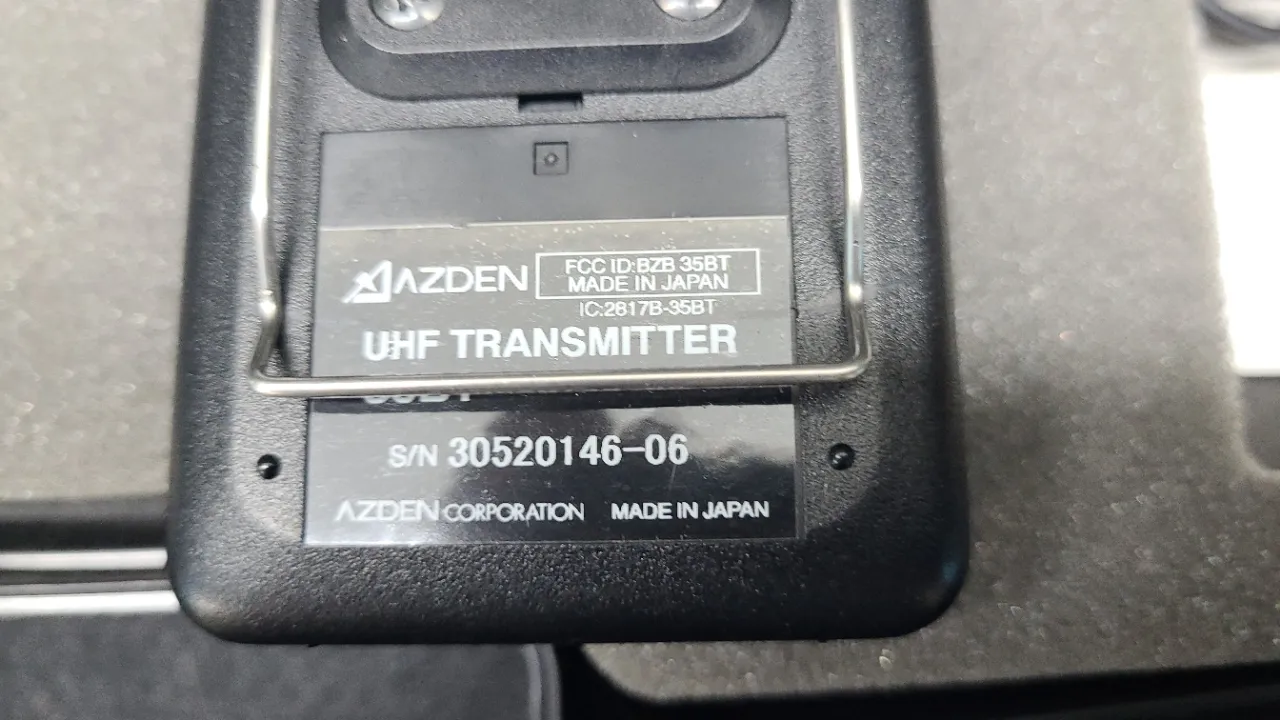 AZDEN
FCC ID:BZB 35BT
MADE IN JAPAN
IC:2817B-35BT
UHF TRANSMITTER
S/N 30520146-06
AZDEN CORPORATION MADE IN JAPAN